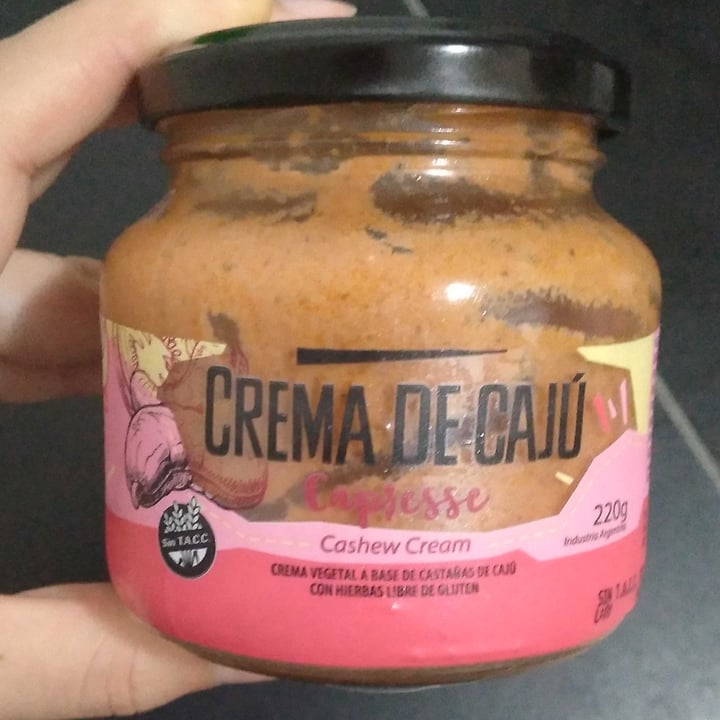 CREMA DE CAJÚ
Capresse
220g
Industria Argentina
Cashew Cream
Sin T.A.C.C.
CREMA VEGETAL A BASE DE CASTAÑAS DE CAJÚ
CON HIERBAS LIBRE DE GLUTEN
SIN T.A.C.C.